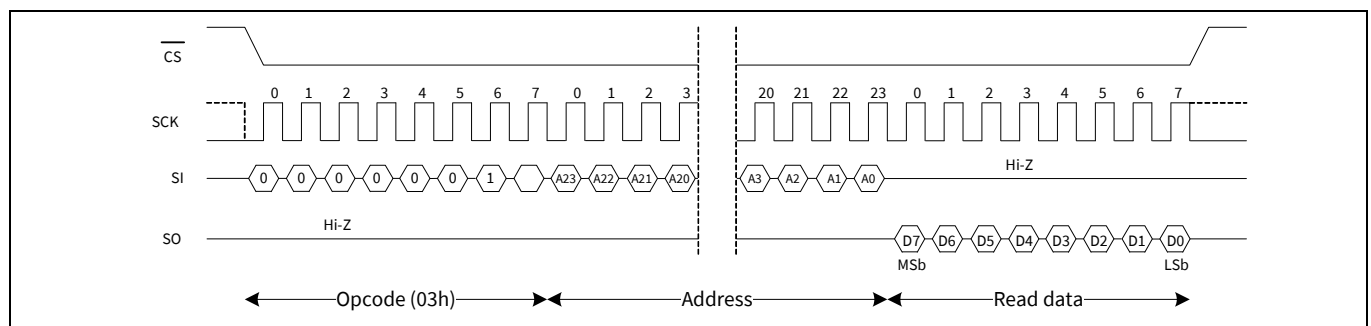 CS
0 1 2 3 4 5 6 7 0 1 2 3 20 21 22 23 0 1 2 3 4 5 6 7
SCK
Hi-Z
SI 0 0 0 0 0 0 1 A23 A22 A21 A20 A3 A2 A1 A0
Hi-Z
SO D7 D6 D5 D4 D3 D2 D1 D0
MSb LSb
Opcode (03h) Address Read data